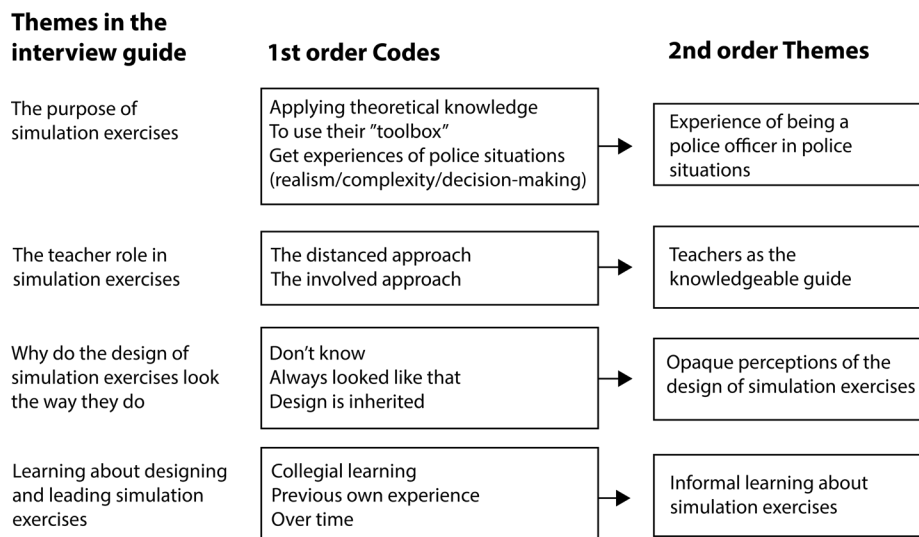 Themes in the
interview guide
1st order Codes
2nd order Themes
The purpose of
simulation exercises
Applying theoretical knowledge
To use their ”toolbox”
Get experiences of police situations
(realism/complexity/decision-making)
Experience of being a
police officer in police
situations
The teacher role in
simulation exercises
The distanced approach
The involved approach
Teachers as the
knowledgeable guide
Why do the design of
simulation exercises look
the way they do
Don’t know
Always looked like that
Design is inherited
Opaque perceptions of the
design of simulation exercises
Learning about designing
and leading simulation
exercises
Collegial learning
Previous own experience
Over time
Informal learning about
simulation exercises